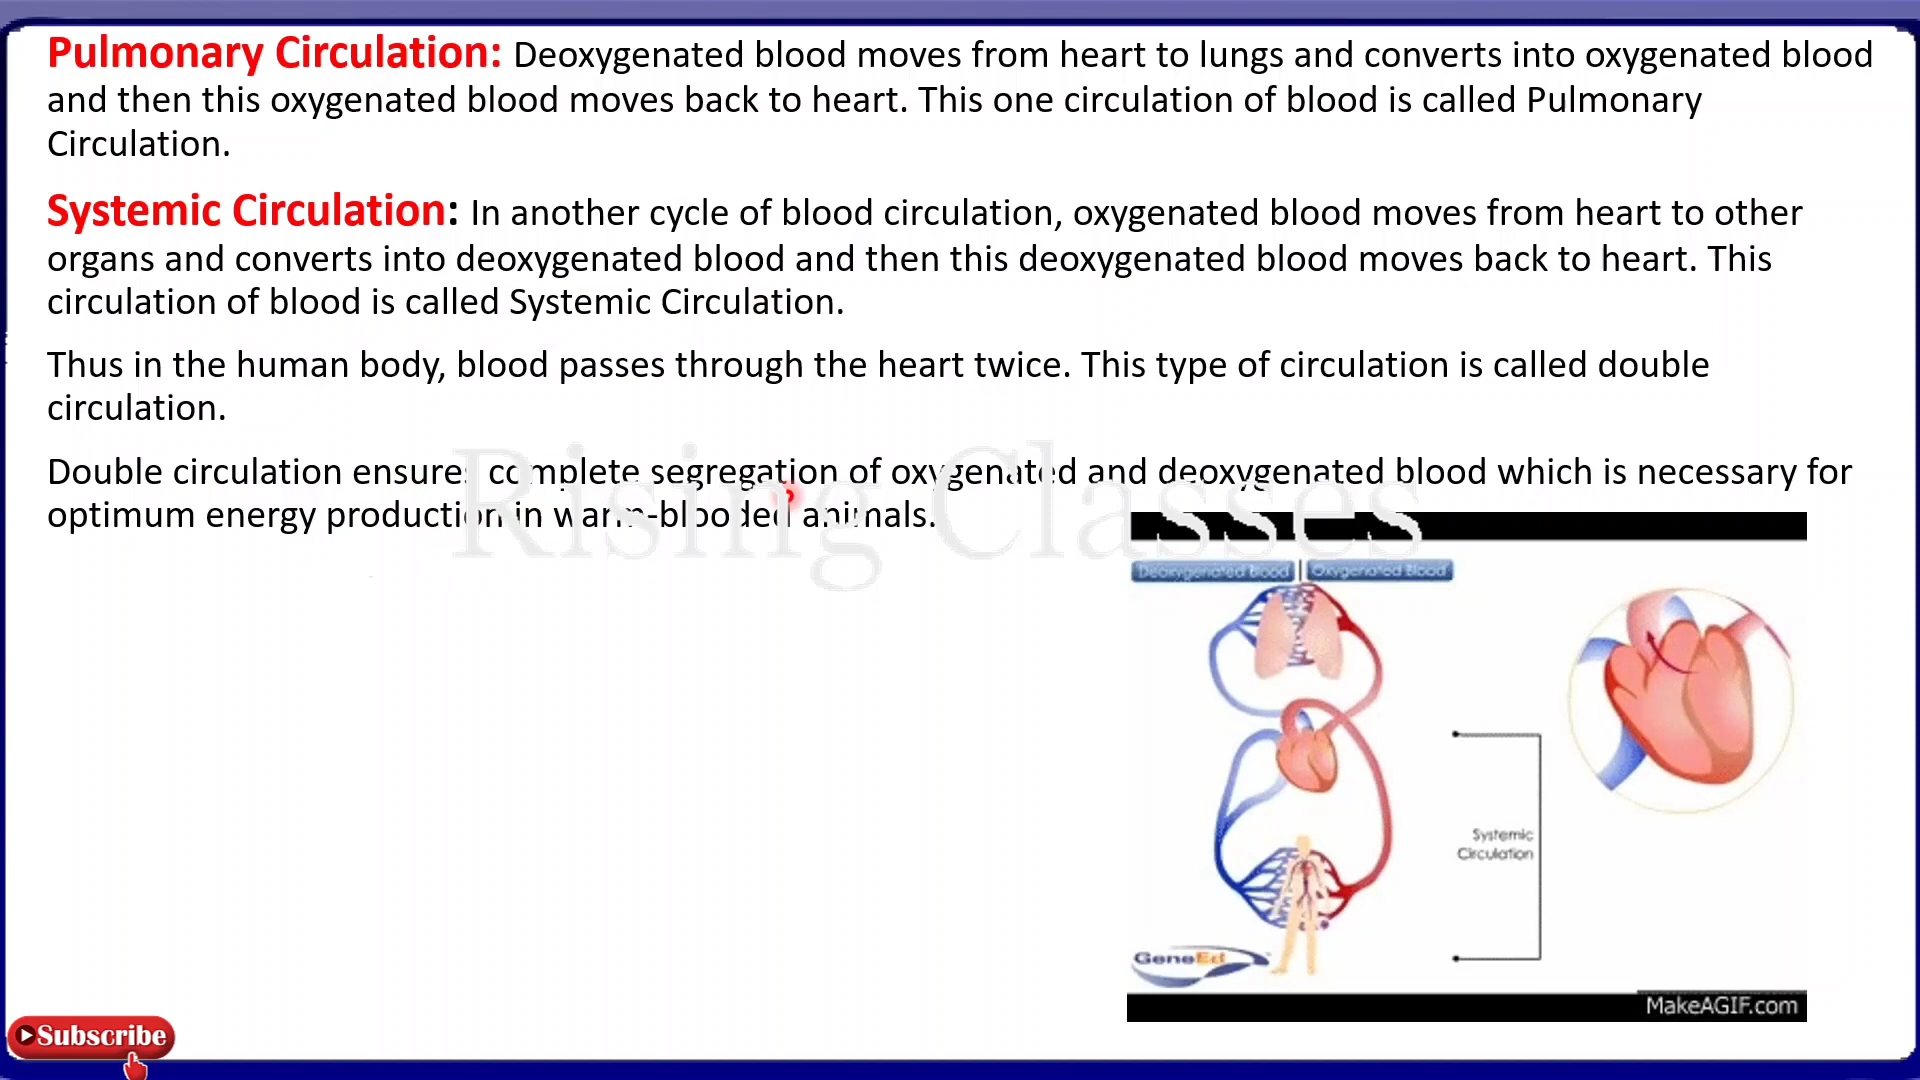 Pulmonary Circulation: Deoxygenated blood moves from heart to lungs and converts into oxygenated blood
and then this oxygenated blood moves back to heart. This one circulation of blood is called Pulmonary
Circulation.
Systemic Circulation: In another cycle of blood circulation, oxygenated blood moves from heart to other
organs and converts into deoxygenated blood and then this deoxygenated blood moves back to heart. This
circulation of blood is called Systemic Circulation.
Thus in the human body, blood passes through the heart twice. This type of circulation is called double
circulation.
Double circulation ensures complete segregation of oxygenated and deoxygenated blood which is necessary for
optimum energy production in warm-blooded animals.
Rising Classes
Deoxygenated Blood | Oxygenated Blood
Systemic
Circulation
GeneEd
MakeAGIF.com
Subscribe